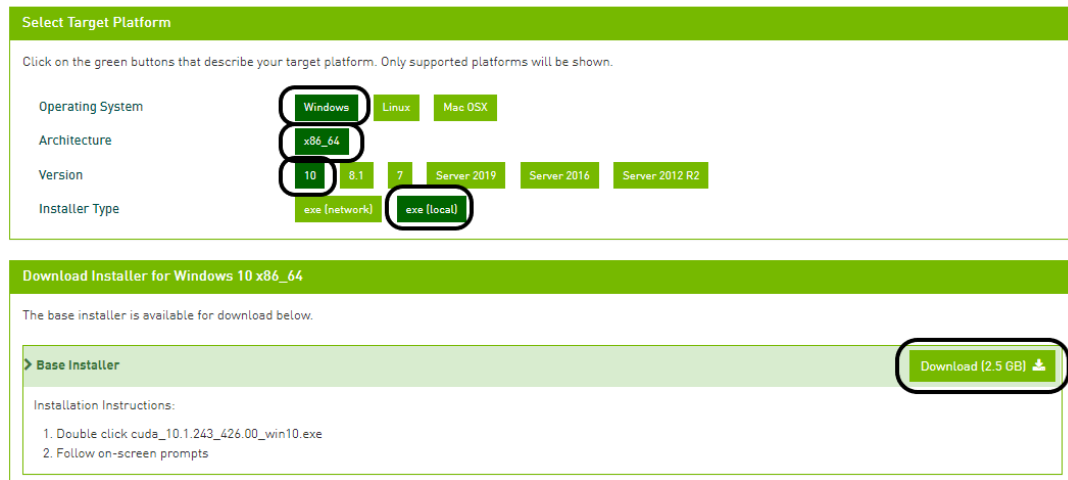 Select Target Platform
Click on the green buttons that describe your target platform. Only supported platforms will be shown.
Operating System Windows Linux Mac OSX
Architecture x86_64
Version 10 8.1 7 Server 2019 Server 2016 Server 2012 R2
Installer Type exe (network) exe (local)
Download Installer for Windows 10 x86_64
The base installer is available for download below.
Base Installer Download (2.5 GB)
Installation Instructions:
1. Double click cuda_10.1.243_426.00_win10.exe
2. Follow on-screen prompts